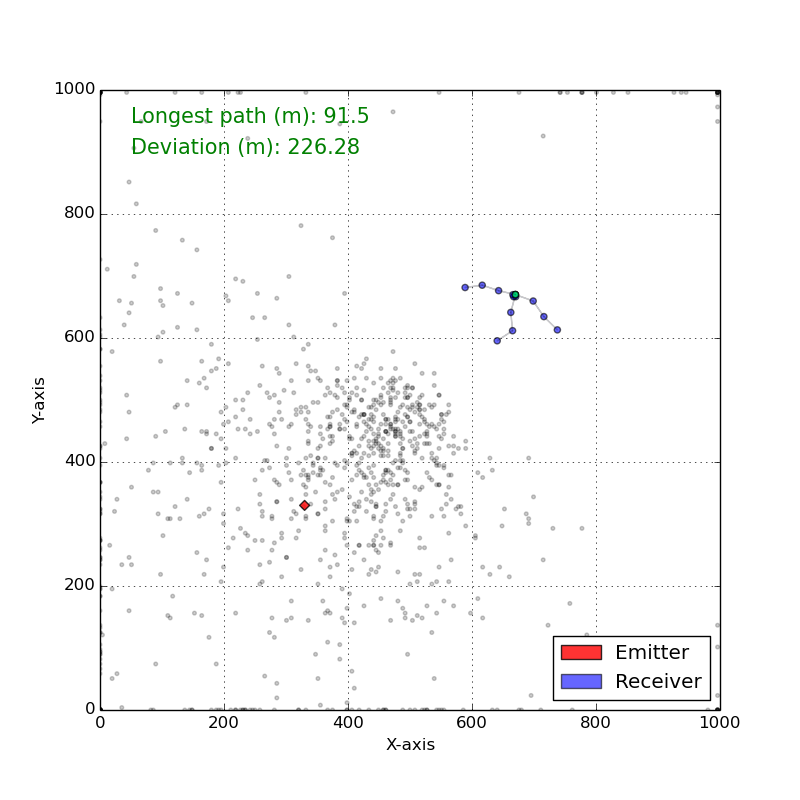 Longest path (m): 91.5
Deviation (m): 226.28
1000
800
600
400
200
0
Y-axis
0 200 400 600 800 1000
X-axis
Emitter
Receiver